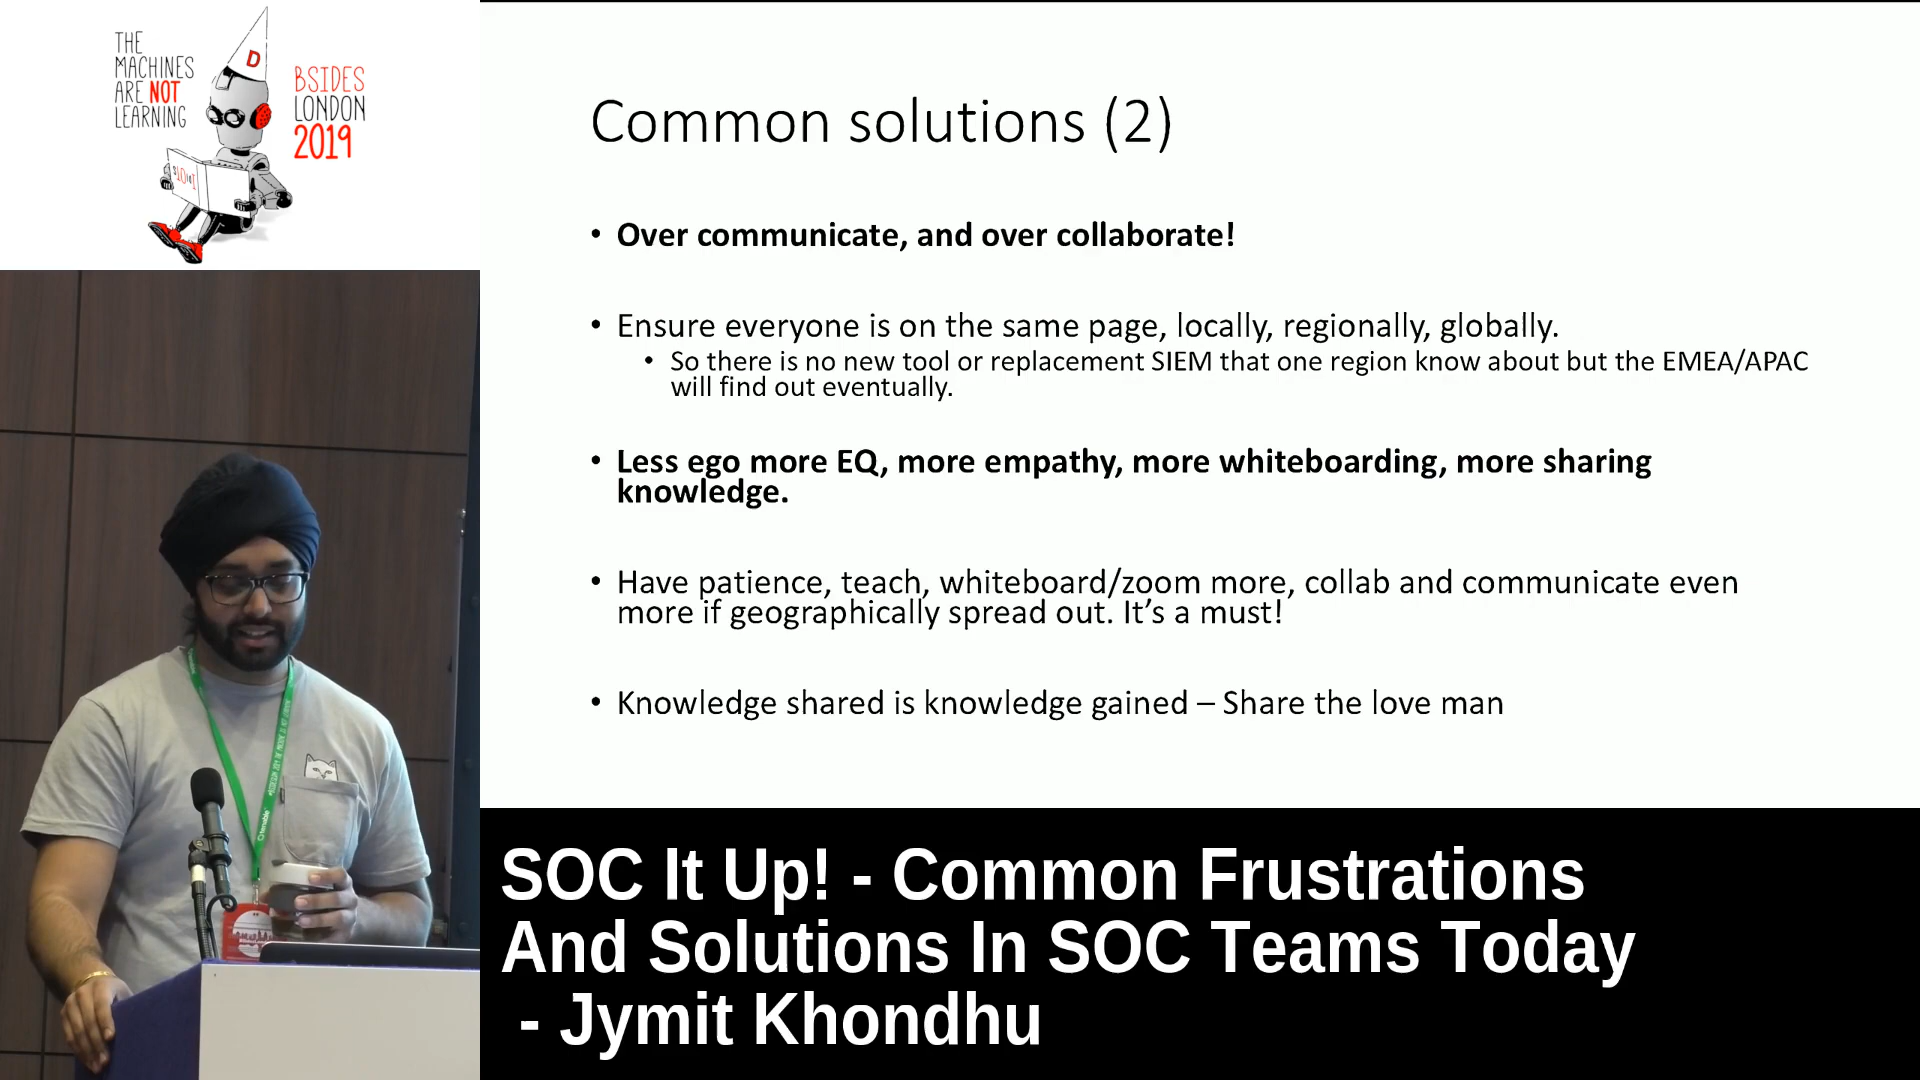 THE
MACHINES
ARE NOT
LEARNING
D
BSIDES
LONDON
2019
Common solutions (2)
• Over communicate, and over collaborate!
• Ensure everyone is on the same page, locally, regionally, globally.
• So there is no new tool or replacement SIEM that one region know about but the EMEA/APAC
will find out eventually.
• Less ego more EQ, more empathy, more whiteboarding, more sharing
knowledge.
• Have patience, teach, whiteboard/zoom more, collab and communicate even
more if geographically spread out. It’s a must!
• Knowledge shared is knowledge gained – Share the love man
tenable
SOC It Up! - Common Frustrations
And Solutions In SOC Teams Today
- Jymit Khondhu